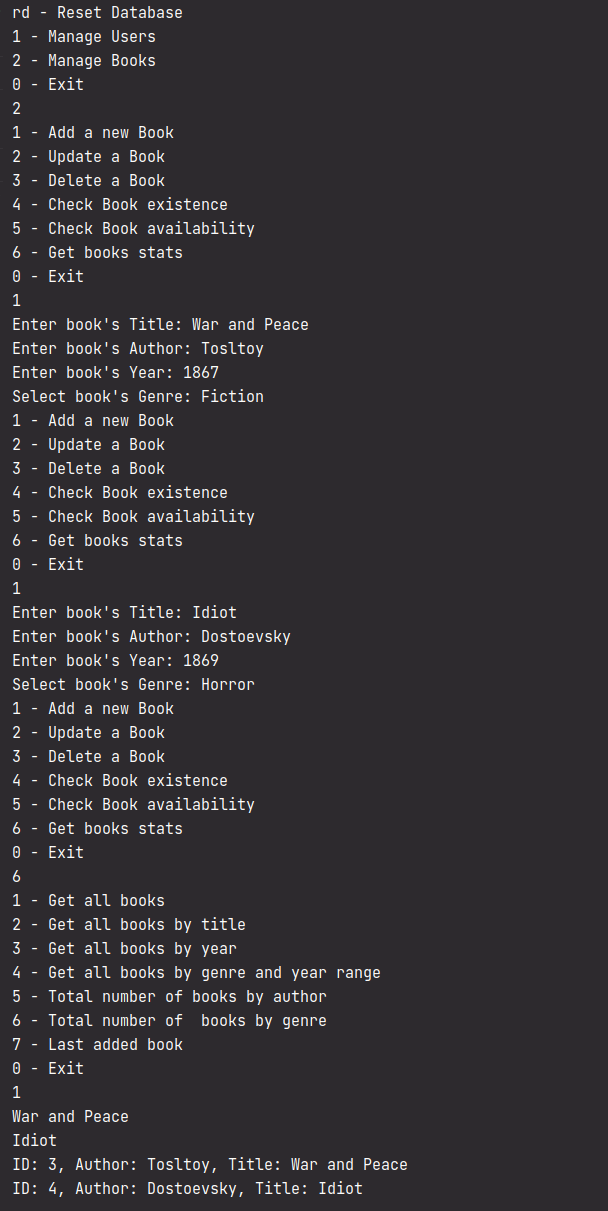 rd - Reset Database
1 - Manage Users
2 - Manage Books
0 - Exit
2
1 - Add a new Book
2 - Update a Book
3 - Delete a Book
4 - Check Book existence
5 - Check Book availability
6 - Get books stats
0 - Exit
1
Enter book's Title: War and Peace
Enter book's Author: Tosltoy
Enter book's Year: 1867
Select book's Genre: Fiction
1 - Add a new Book
2 - Update a Book
3 - Delete a Book
4 - Check Book existence
5 - Check Book availability
6 - Get books stats
0 - Exit
1
Enter book's Title: Idiot
Enter book's Author: Dostoevsky
Enter book's Year: 1869
Select book's Genre: Horror
1 - Add a new Book
2 - Update a Book
3 - Delete a Book
4 - Check Book existence
5 - Check Book availability
6 - Get books stats
0 - Exit
6
1 - Get all books
2 - Get all books by title
3 - Get all books by year
4 - Get all books by genre and year range
5 - Total number of books by author
6 - Total number of  books by genre
7 - Last added book
0 - Exit
1
War and Peace
Idiot
ID: 3, Author: Tosltoy, Title: War and Peace
ID: 4, Author: Dostoevsky, Title: Idiot